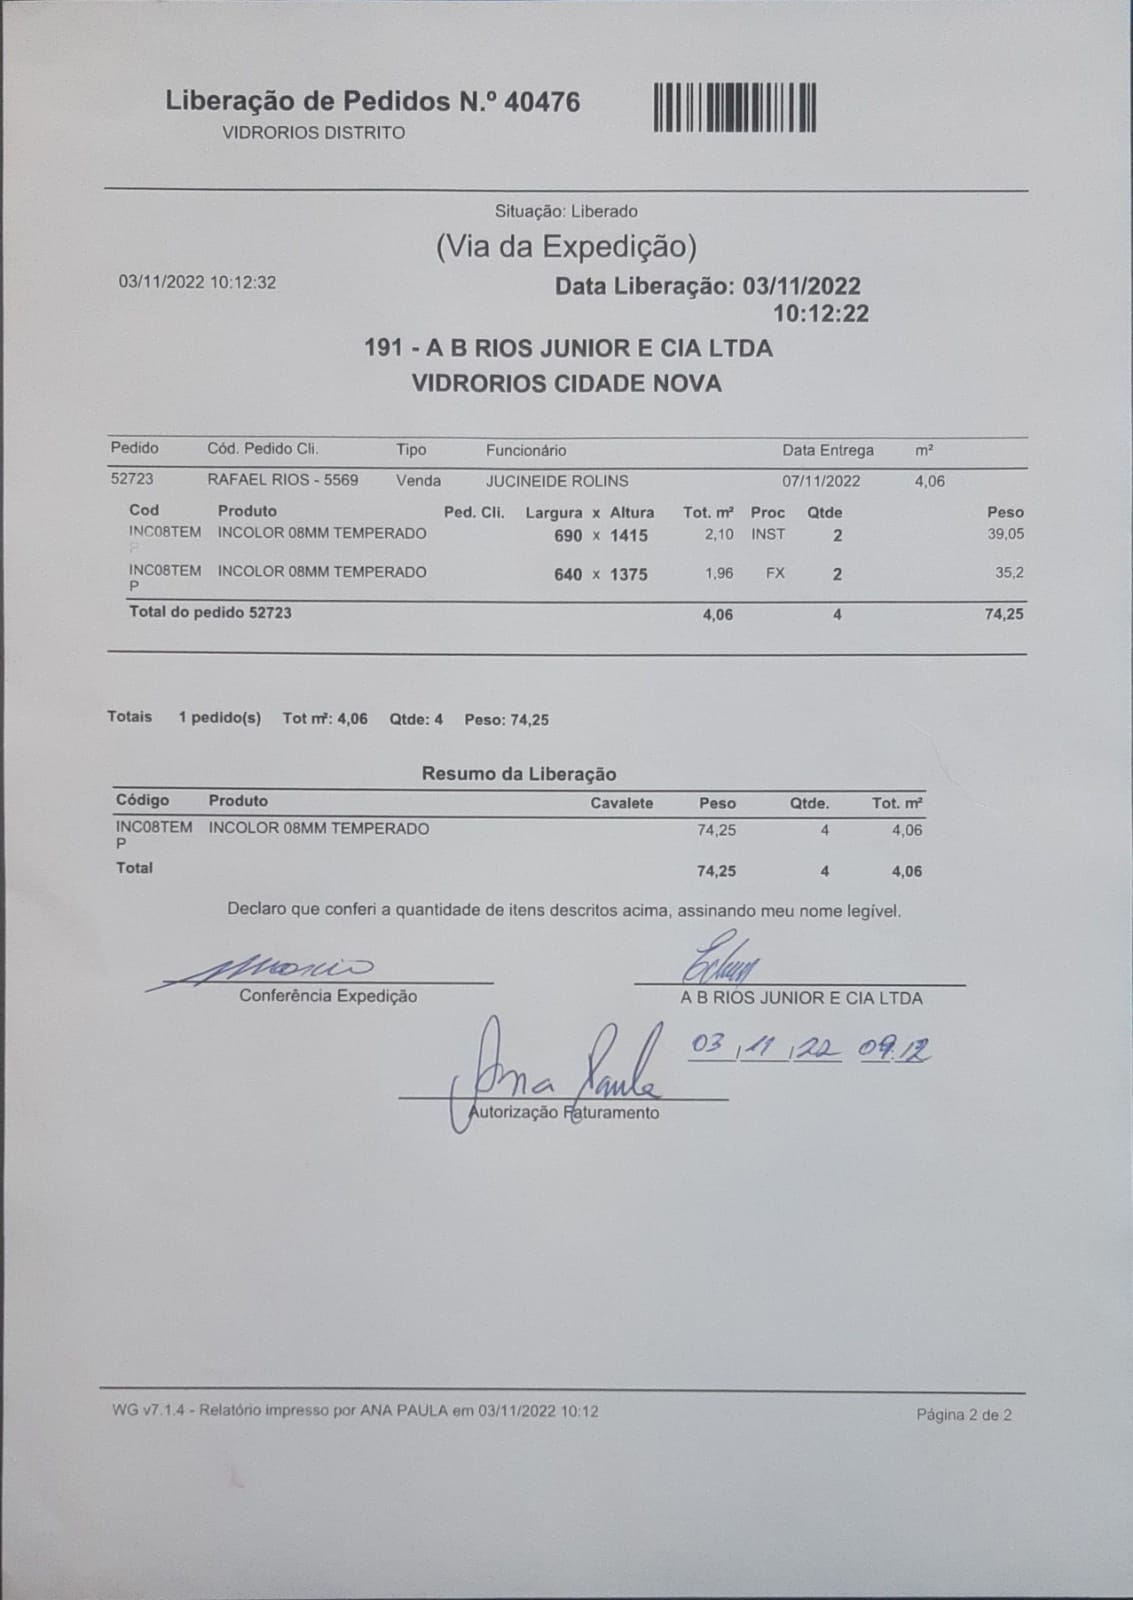 Liberação de Pedidos N.º 40476
VIDRORIOS DISTRITO
Situação: Liberado
(Via da Expedição)
03/11/2022 10:12:32 Data Liberação: 03/11/2022
10:12:22
191 - A B RIOS JUNIOR E CIA LTDA
VIDRORIOS CIDADE NOVA
Pedido Cód. Pedido Cli. Tipo Funcionário Data Entrega m²
52723 RAFAEL RIOS - 5569 Venda JUCINEIDE ROLINS 07/11/2022 4,06
Cod Produto Ped. Cli. Largura x Altura Tot. m² Proc Qtde Peso
INC08TEM INCOLOR 08MM TEMPERADO 690 x 1415 2,10 INST 2 39,05
P
INC08TEM INCOLOR 08MM TEMPERADO 640 x 1375 1,96 FX 2 35,2
P
Total do pedido 52723 4,06 4 74,25
Totais 1 pedido(s) Tot m²: 4,06 Qtde: 4 Peso: 74,25
Resumo da Liberação
Código Produto Cavalete Peso Qtde. Tot. m²
INC08TEM INCOLOR 08MM TEMPERADO 74,25 4 4,06
P
Total 74,25 4 4,06
Declaro que conferi a quantidade de itens descritos acima, assinando meu nome legível.
Conferência Expedição A B RIOS JUNIOR E CIA LTDA
03/11/22 09:12
Ana Paula
Autorização Faturamento
WG v7.1.4 - Relatório impresso por ANA PAULA em 03/11/2022 10:12
Página 2 de 2